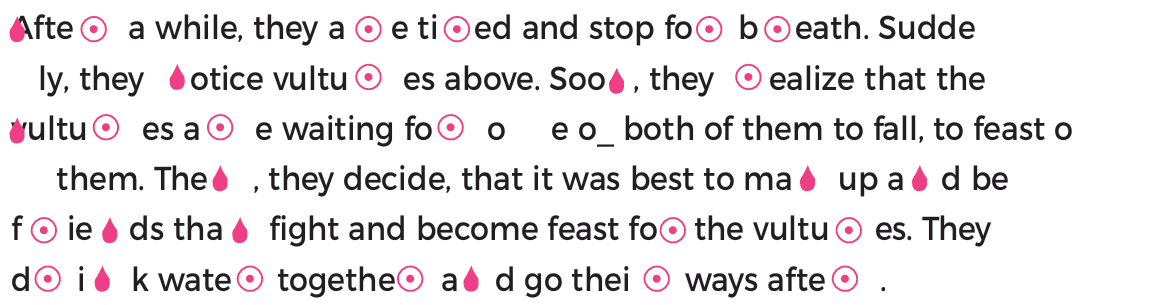 Afte⦿ a while, they a⦿e ti⦿ed and stop fo⦿ b⦿eath. Sudde
ly, they 💧otice vultu⦿es above. Soo💧, they ⦿ealize that the
vultu⦿es a⦿e waiting fo⦿ o e o_ both of them to fall, to feast o
them. The💧, they decide, that it was best to ma💧 up a💧d be
f⦿ie💧ds tha💧 fight and become feast fo⦿ the vultu⦿es. They
d⦿i💧k wate⦿ togethe⦿ a💧d go thei⦿ ways afte⦿.